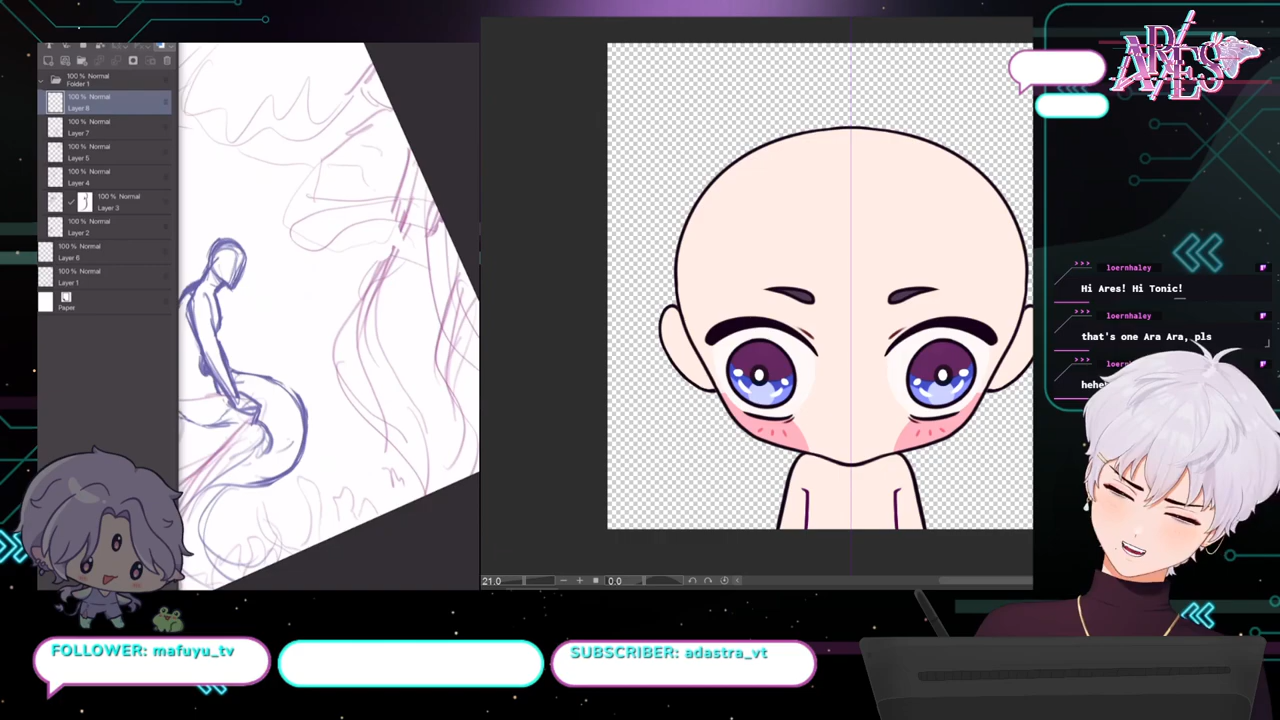 100 % Normal
Folder 1
100 % Normal
Layer 8
100 % Normal
Layer 7
100 % Normal
Layer 5
100 % Normal
Layer 4
100 % Normal
Layer 3
100 % Normal
Layer 2
100 % Normal
Layer 6
100 % Normal
Layer 1
Paper
21.0
0.0
ARES
>>> loernhaley
Hi Ares! Hi Tonic!
>>> loernhaley
that's one Ara Ara, pls
FOLLOWER: mafuyu_tv
SUBSCRIBER: adastra_vt